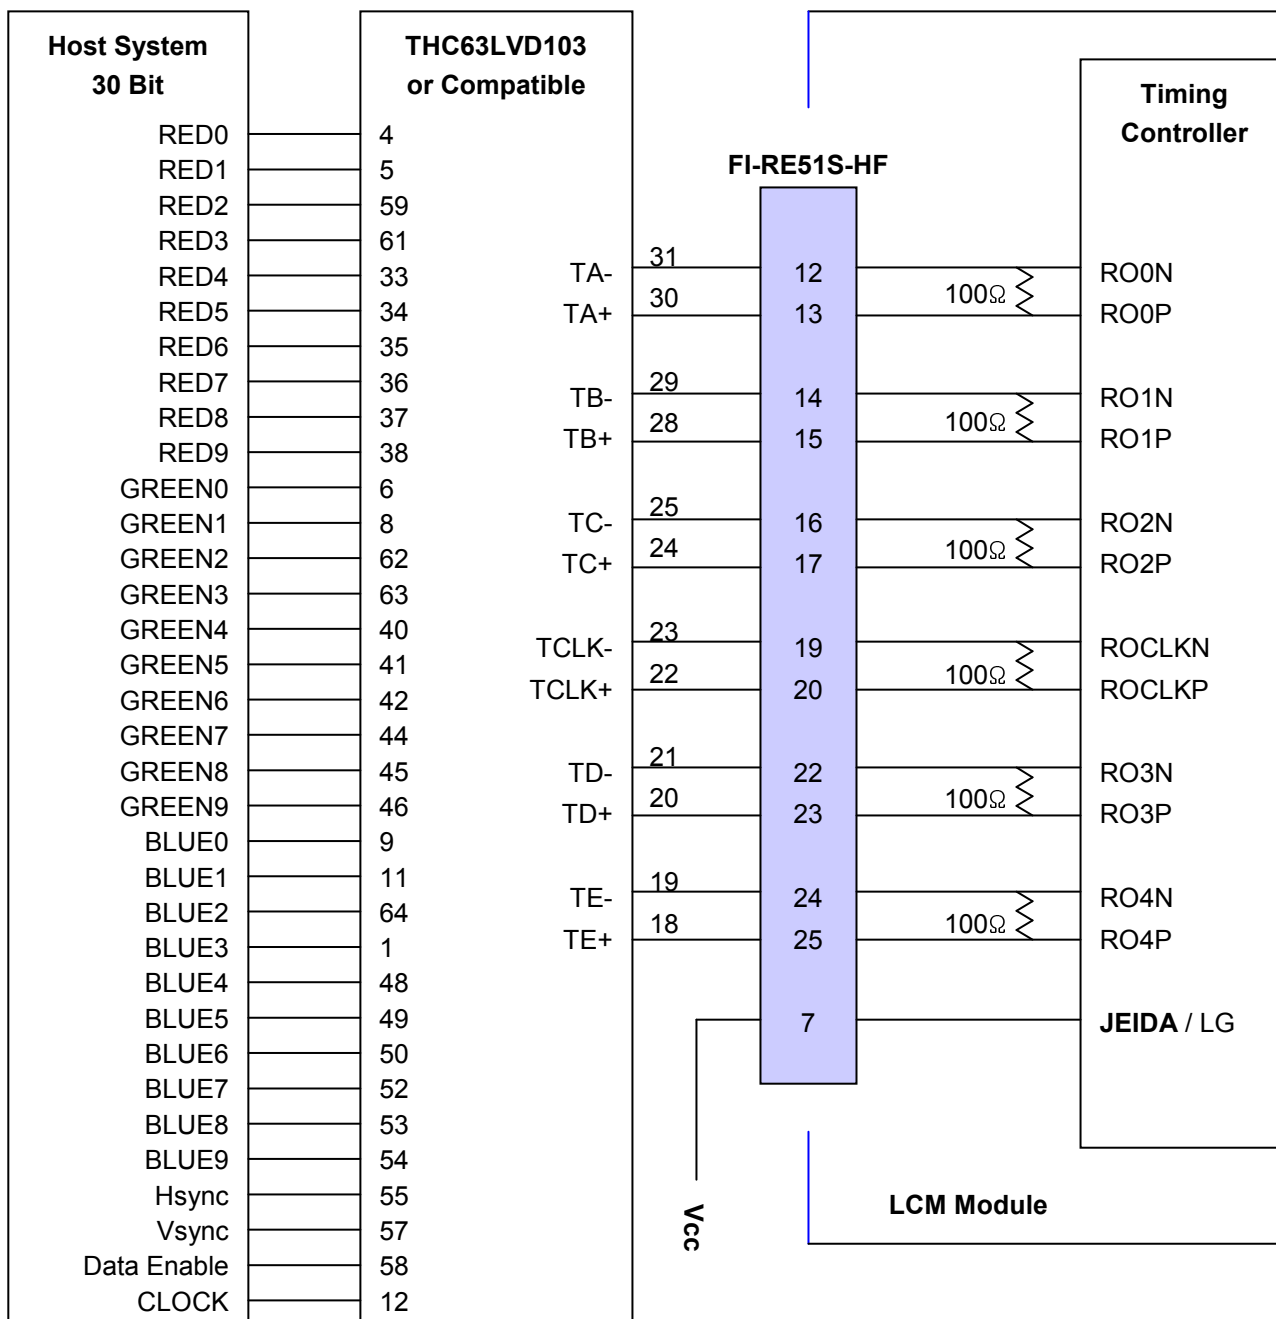 Host System
30 Bit
THC63LVD103
or Compatible
FI-RE51S-HF
Timing
Controller
RED0 4
RED1 5
RED2 59
RED3 61
RED4 33
RED5 34
RED6 35
RED7 36
RED8 37
RED9 38
GREEN0 6
GREEN1 8
GREEN2 62
GREEN3 63
GREEN4 40
GREEN5 41
GREEN6 42
GREEN7 44
GREEN8 45
GREEN9 46
BLUE0 9
BLUE1 11
BLUE2 64
BLUE3 1
BLUE4 48
BLUE5 49
BLUE6 50
BLUE7 52
BLUE8 53
BLUE9 54
Hsync 55
Vsync 57
Data Enable 58
CLOCK 12
TA- 31 12 RO0N
100Ω
TA+ 30 13 RO0P
TB- 29 14 RO1N
100Ω
TB+ 28 15 RO1P
TC- 25 16 RO2N
100Ω
TC+ 24 17 RO2P
TCLK- 23 19 ROCLKN
100Ω
TCLK+ 22 20 ROCLKP
TD- 21 22 RO3N
100Ω
TD+ 20 23 RO3P
TE- 19 24 RO4N
100Ω
TE+ 18 25 RO4P
7 JEIDA / LG
Vcc
LCM Module